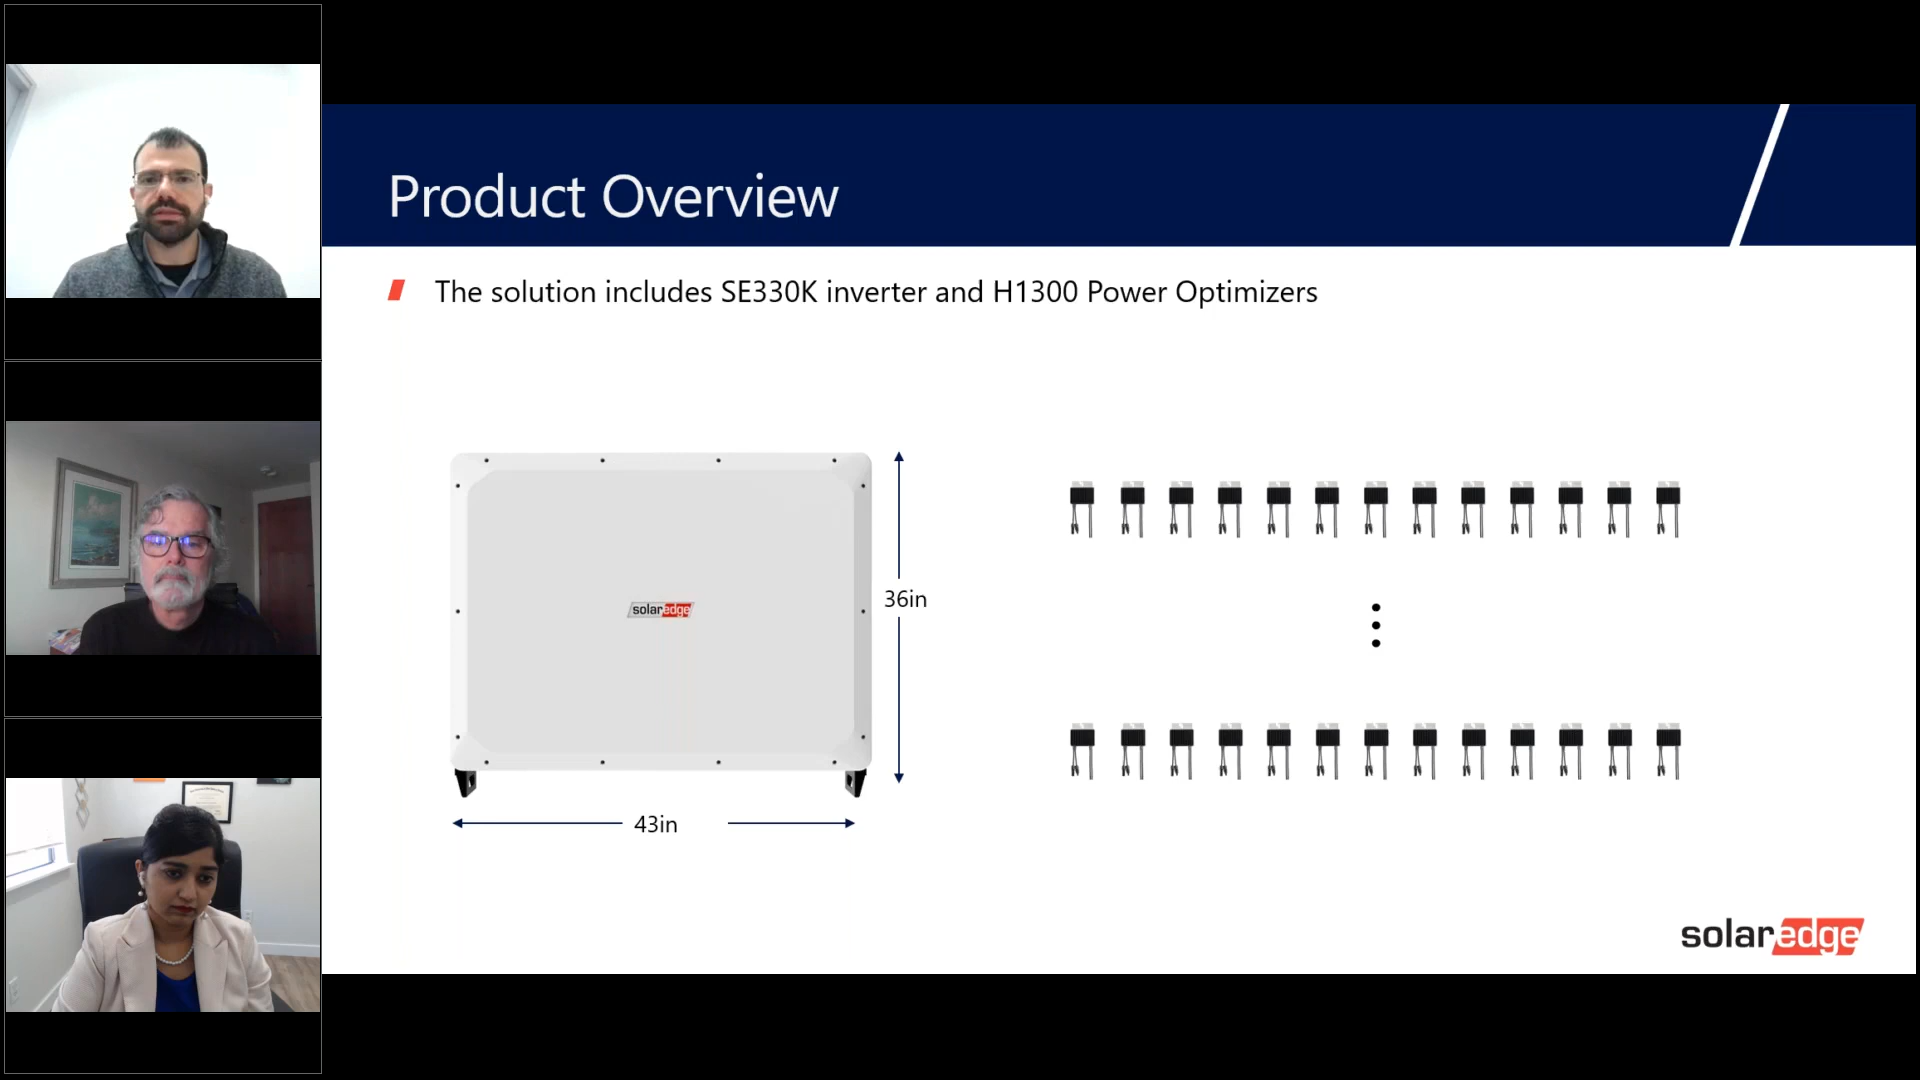 Product Overview
The solution includes SE330K inverter and H1300 Power Optimizers
solaredge
36in
43in
solaredge